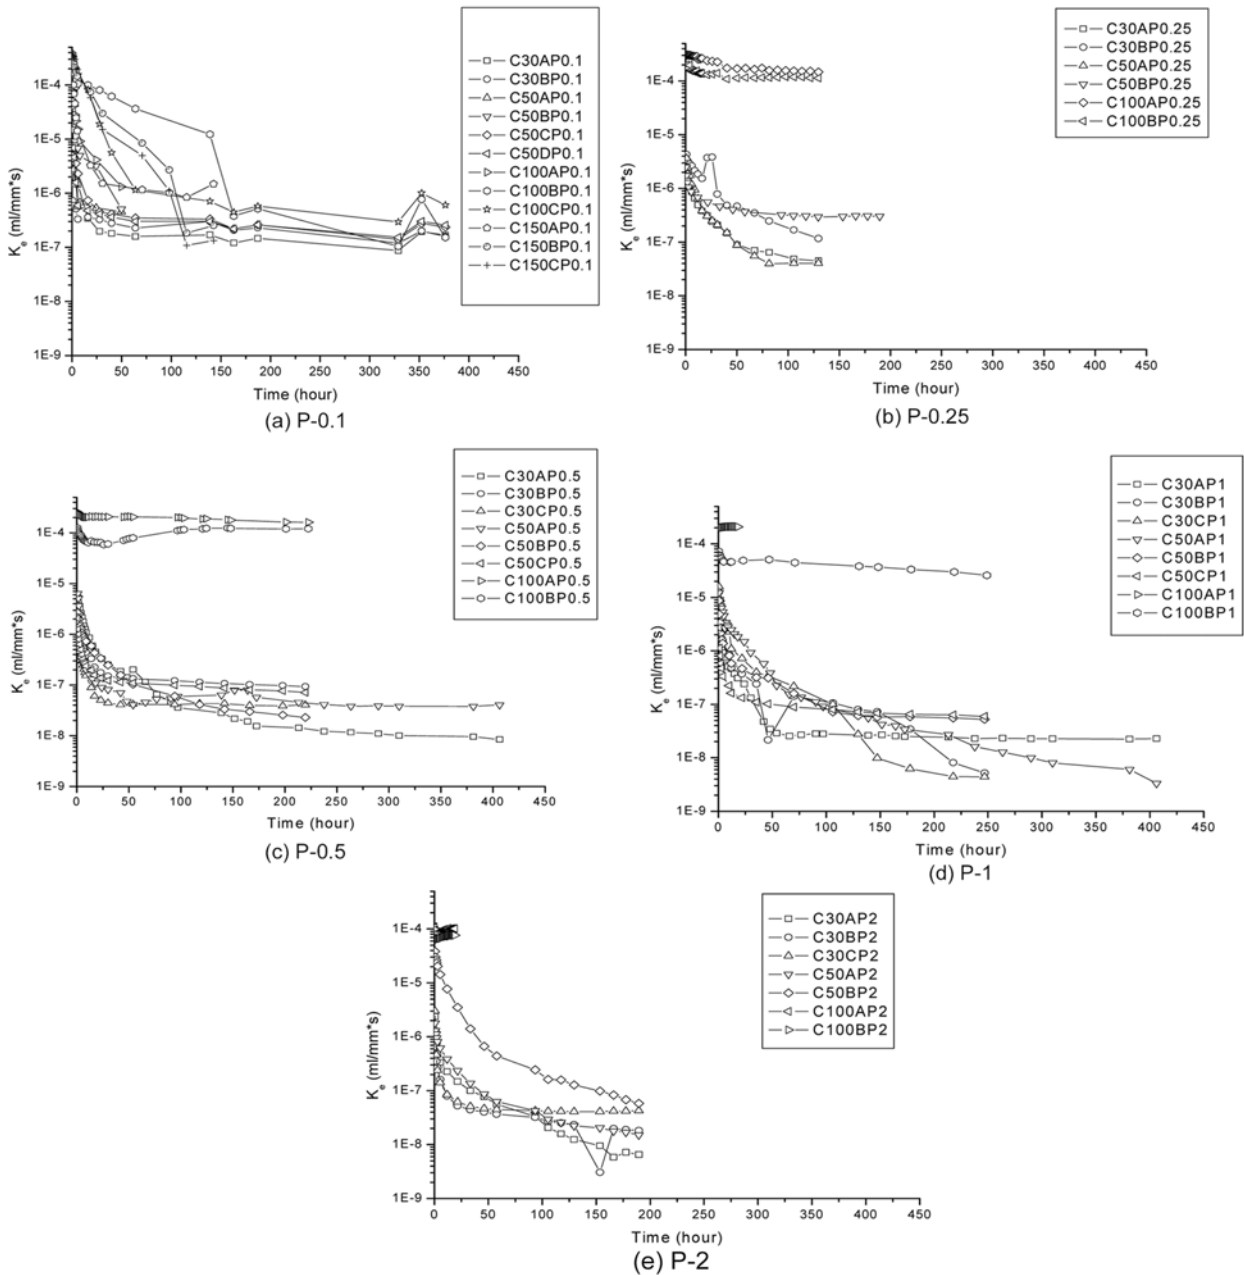 C30AP0.1
C30BP0.1
C50AP0.1
C50BP0.1
C50CP0.1
C50DP0.1
C100AP0.1
C100BP0.1
C100CP0.1
C150AP0.1
C150BP0.1
C150CP0.1
1E-4
1E-5
1E-6
1E-7
1E-8
1E-9
Ke (ml/mm*s)
0 50 100 150 200 250 300 350 400 450
Time (hour)
(a) P-0.1
C30AP0.25
C30BP0.25
C50AP0.25
C50BP0.25
C100AP0.25
C100BP0.25
1E-4
1E-5
1E-6
1E-7
1E-8
1E-9
Ke (ml/mm*s)
0 50 100 150 200 250 300 350 400 450
Time (hour)
(b) P-0.25
C30AP0.5
C30BP0.5
C30CP0.5
C50AP0.5
C50BP0.5
C50CP0.5
C100AP0.5
C100BP0.5
1E-4
1E-5
1E-6
1E-7
1E-8
1E-9
Ke (ml/mm*s)
0 50 100 150 200 250 300 350 400 450
Time (hour)
(c) P-0.5
C30AP1
C30BP1
C30CP1
C50AP1
C50BP1
C50CP1
C100AP1
C100BP1
1E-4
1E-5
1E-6
1E-7
1E-8
1E-9
Ke (ml/mm*s)
0 50 100 150 200 250 300 350 400 450
Time (hour)
(d) P-1
C30AP2
C30BP2
C30CP2
C50AP2
C50BP2
C100AP2
C100BP2
1E-4
1E-5
1E-6
1E-7
1E-8
1E-9
Ke (ml/mm*s)
0 50 100 150 200 250 300 350 400 450
Time (hour)
(e) P-2